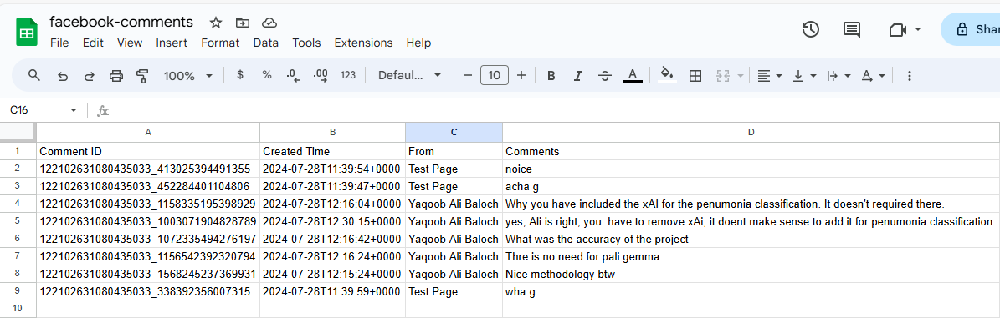 facebook-comments
File Edit View Insert Format Data Tools Extensions Help
100% $ % .0 .00 123 Defaul... 10 B I A
C16 fx
A B C D
1 Comment ID Created Time From Comments
2 122102631080435033_413025394491355 2024-07-28T11:39:54+0000 Test Page noice
3 122102631080435033_452284401104806 2024-07-28T11:39:47+0000 Test Page acha g
4 122102631080435033_1158335195398929 2024-07-28T12:16:04+0000 Yaqoob Ali Baloch Why you have included the xAI for the penumonia classification. It doesn't required there.
5 122102631080435033_1003071904828789 2024-07-28T12:30:15+0000 Yaqoob Ali Baloch yes, Ali is right, you  have to remove xAi, it doent make sense to add it for penumonia classification.
6 122102631080435033_1072335494276197 2024-07-28T12:16:42+0000 Yaqoob Ali Baloch What was the accuracy of the project
7 122102631080435033_1156542392320794 2024-07-28T12:16:24+0000 Yaqoob Ali Baloch Thre is no need for pali gemma.
8 122102631080435033_1568245237369931 2024-07-28T12:15:24+0000 Yaqoob Ali Baloch Nice methodology btw
9 122102631080435033_338392356007315 2024-07-28T11:39:59+0000 Test Page wha g
10